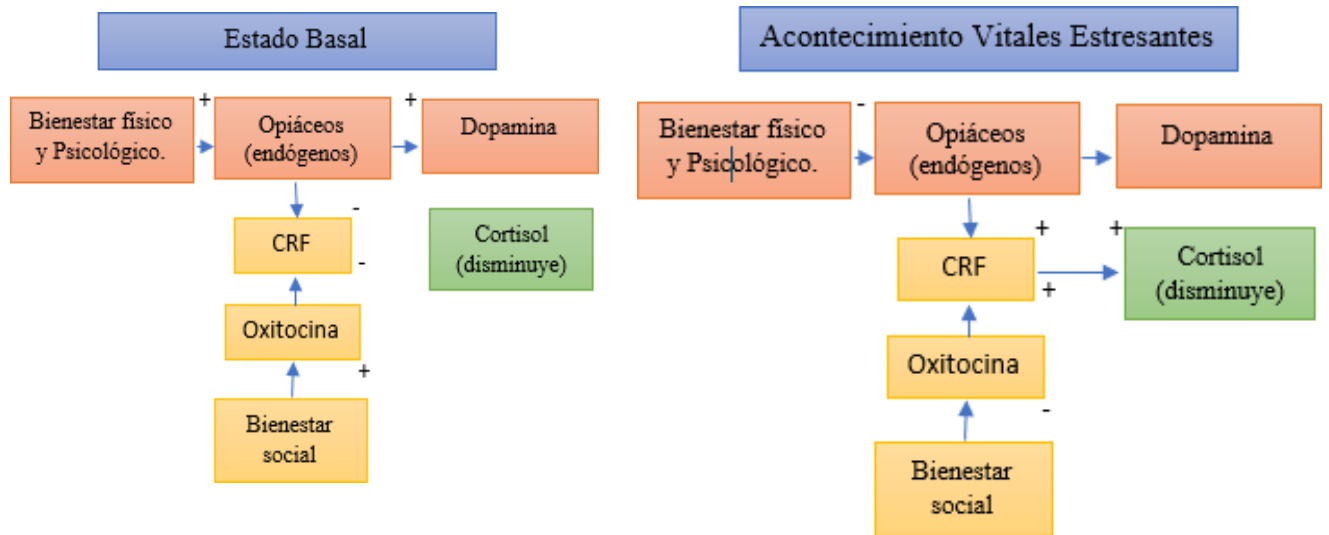 Estado Basal
+
+
Bienestar físico
y Psicológico.
Opiáceos
(endógenos)
Dopamina
-
CRF
-
Cortisol
(disminuye)
Oxitocina
+
Bienestar
social
Acontecimiento Vitales Estresantes
-
Bienestar físico
y Psicológico.
Opiáceos
(endógenos)
Dopamina
+
+
CRF
+
Cortisol
(disminuye)
Oxitocina
-
Bienestar
social